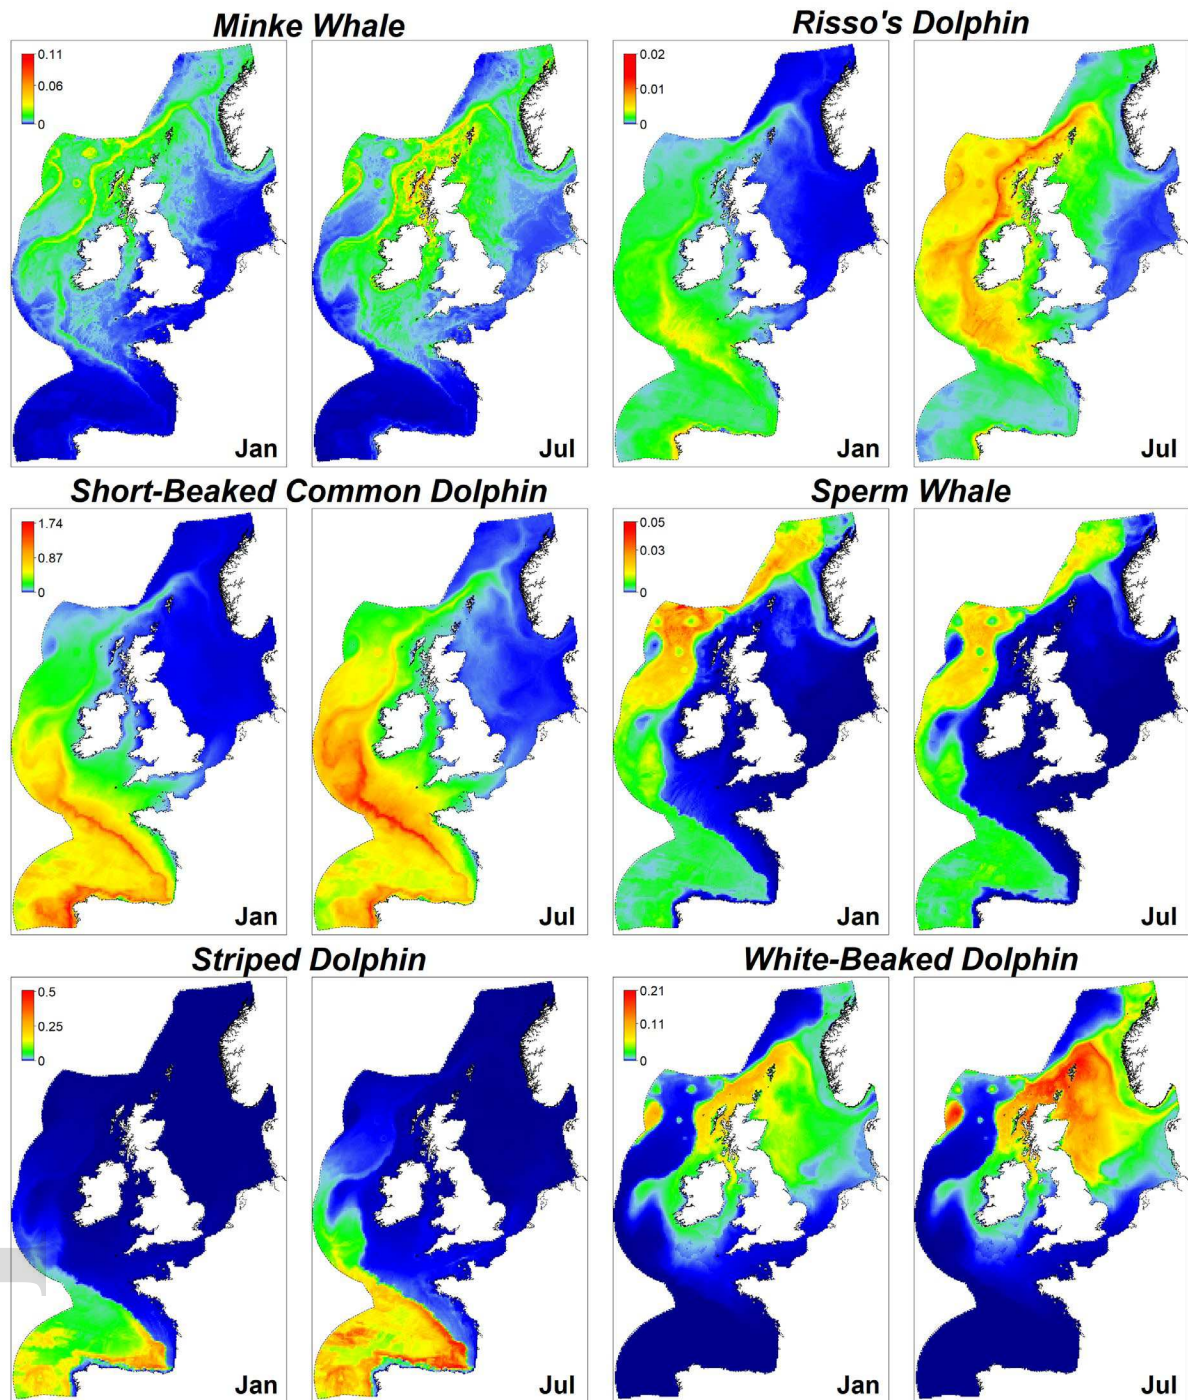 Minke Whale
Risso's Dolphin
0.11
0.06
0
0.02
0.01
0
Jan
Jul
Jan
Jul
Short-Beaked Common Dolphin
Sperm Whale
1.74
0.87
0
0.05
0.03
0
Jan
Jul
Jan
Jul
Striped Dolphin
White-Beaked Dolphin
0.5
0.25
0
0.21
0.11
0
Jan
Jul
Jan
Jul